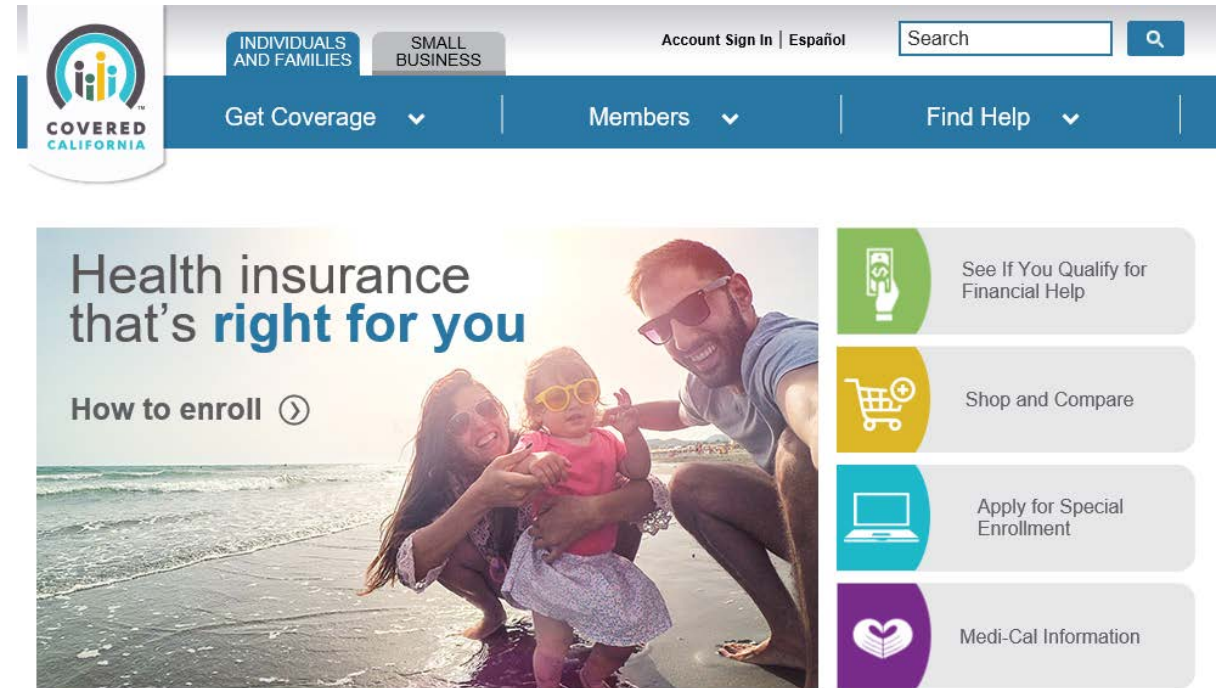 COVERED
CALIFORNIA
TM
INDIVIDUALS
AND FAMILIES
SMALL
BUSINESS
Account Sign In | Español
Search
Get Coverage
Members
Find Help
Health insurance
that's right for you
How to enroll
See If You Qualify for
Financial Help
Shop and Compare
Apply for Special
Enrollment
Medi-Cal Information